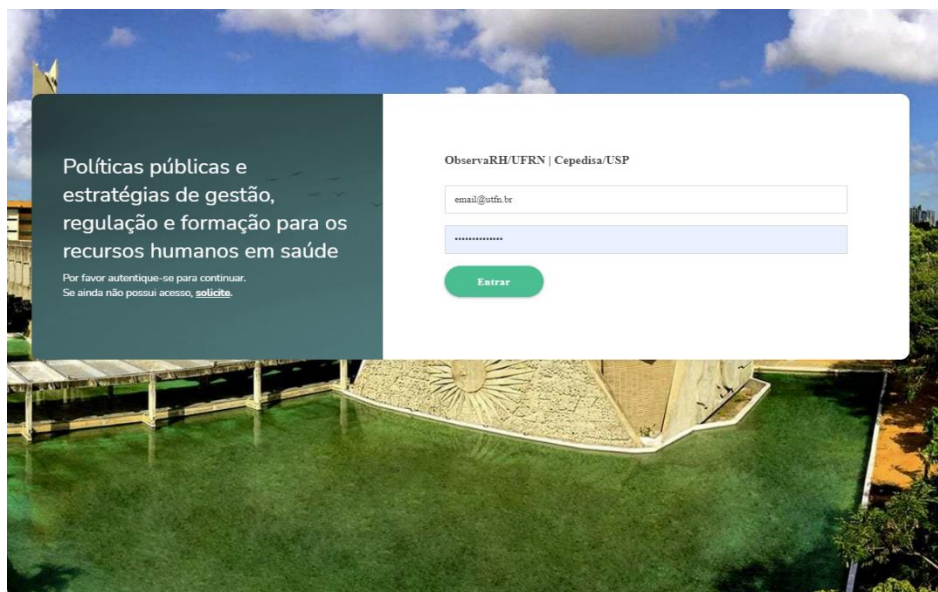 Políticas públicas e
estratégias de gestão,
regulação e formação para os
recursos humanos em saúde
Por favor autentique-se para continuar.
Se ainda não possui acesso, solicite.
ObservaRH/UFRN | Cepedisa/USP
email@utfn.br
••••••••••••••
Entrar